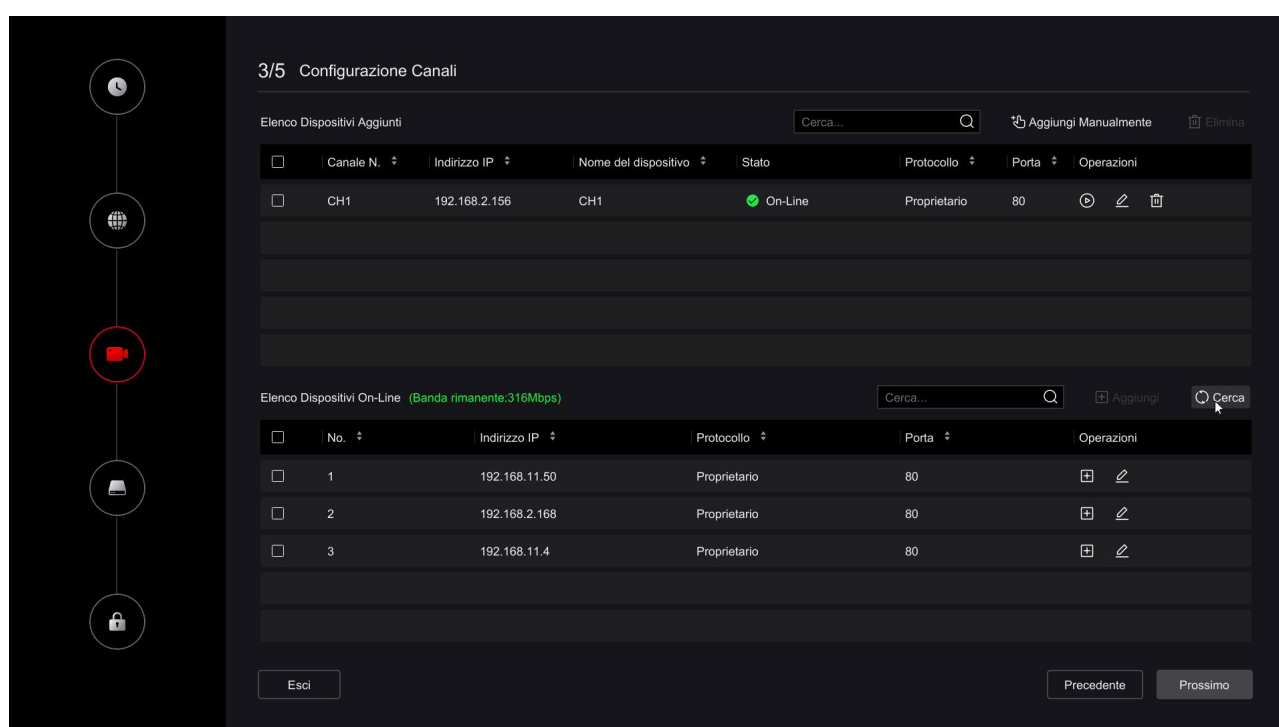 3/5 Configurazione Canali
Elenco Dispositivi Aggiunti Cerca... Aggiungi Manualmente Elimina
Canale N. Indirizzo IP Nome del dispositivo Stato Protocollo Porta Operazioni
CH1 192.168.2.156 CH1 On-Line Proprietario 80
Elenco Dispositivi On-Line (Banda rimanente:316Mbps) Cerca... Aggiungi Cerca
No. Indirizzo IP Protocollo Porta Operazioni
1 192.168.11.50 Proprietario 80
2 192.168.2.168 Proprietario 80
3 192.168.11.4 Proprietario 80
Esci Precedente Prossimo